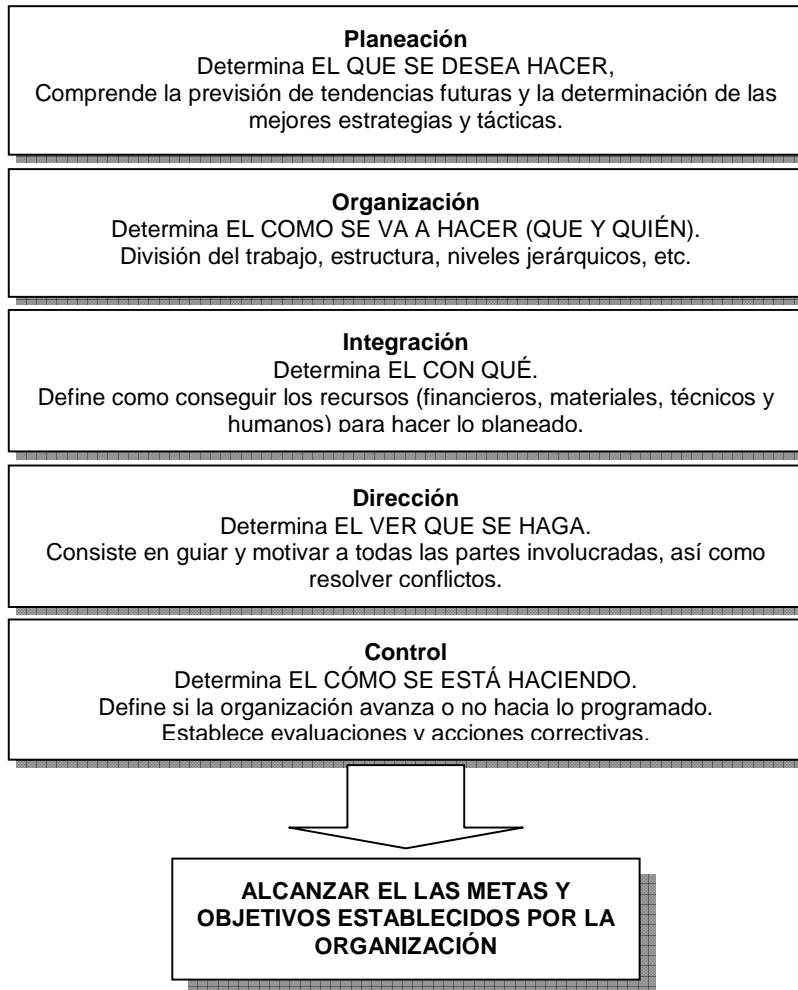 Planeación
Determina EL QUE SE DESEA HACER,
Comprende la previsión de tendencias futuras y la determinación de las
mejores estrategias y tácticas.
Organización
Determina EL COMO SE VA A HACER (QUE Y QUIÉN).
División del trabajo, estructura, niveles jerárquicos, etc.
Integración
Determina EL CON QUÉ.
Define como conseguir los recursos (financieros, materiales, técnicos y
humanos) para hacer lo planeado.
Dirección
Determina EL VER QUE SE HAGA.
Consiste en guiar y motivar a todas las partes involucradas, así como
resolver conflictos.
Control
Determina EL CÓMO SE ESTÁ HACIENDO.
Define si la organización avanza o no hacia lo programado.
Establece evaluaciones y acciones correctivas.
ALCANZAR EL LAS METAS Y
OBJETIVOS ESTABLECIDOS POR LA
ORGANIZACIÓN